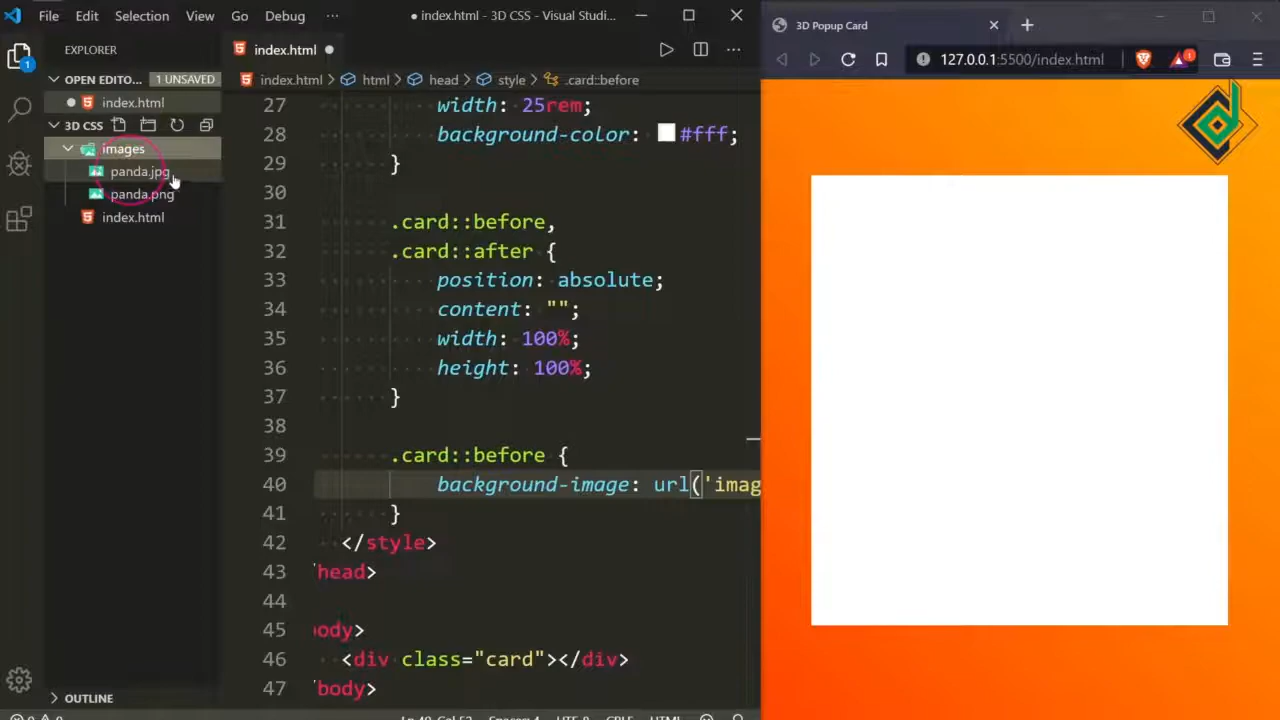 File Edit Selection View Go Debug ··· ● index.html - 3D CSS - Visual Studi...
3D Popup Card
EXPLORER
index.html
127.0.0.1:5500/index.html
1
1
OPEN EDITO... 1 UNSAVED
index.html > html > head > style > .card::before
index.html
3D CSS
images
panda.jpg
panda.png
index.html
27 width: 25rem;
28 background-color: #fff;
29 }
30
31 .card::before,
32 .card::after {
33 position: absolute;
34 content: "";
35 width: 100%;
36 height: 100%;
37 }
38
39 .card::before {
40 background-image: url('imag
41 }
42 </style>
43 head>
44
45 ody>
46 <div class="card"></div>
47 body>
OUTLINE